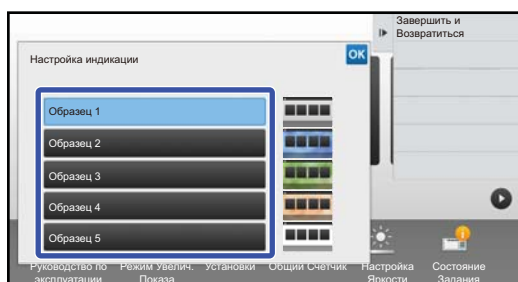 Завершить и
Возвратиться
Настройка индикации
OK
Образец 1
Образец 2
Образец 3
Образец 4
Образец 5
Руководство по Режим Увелич. Установки Общий Счетчик Настройка Состояние
эксплуатации Показа Яркости Задания